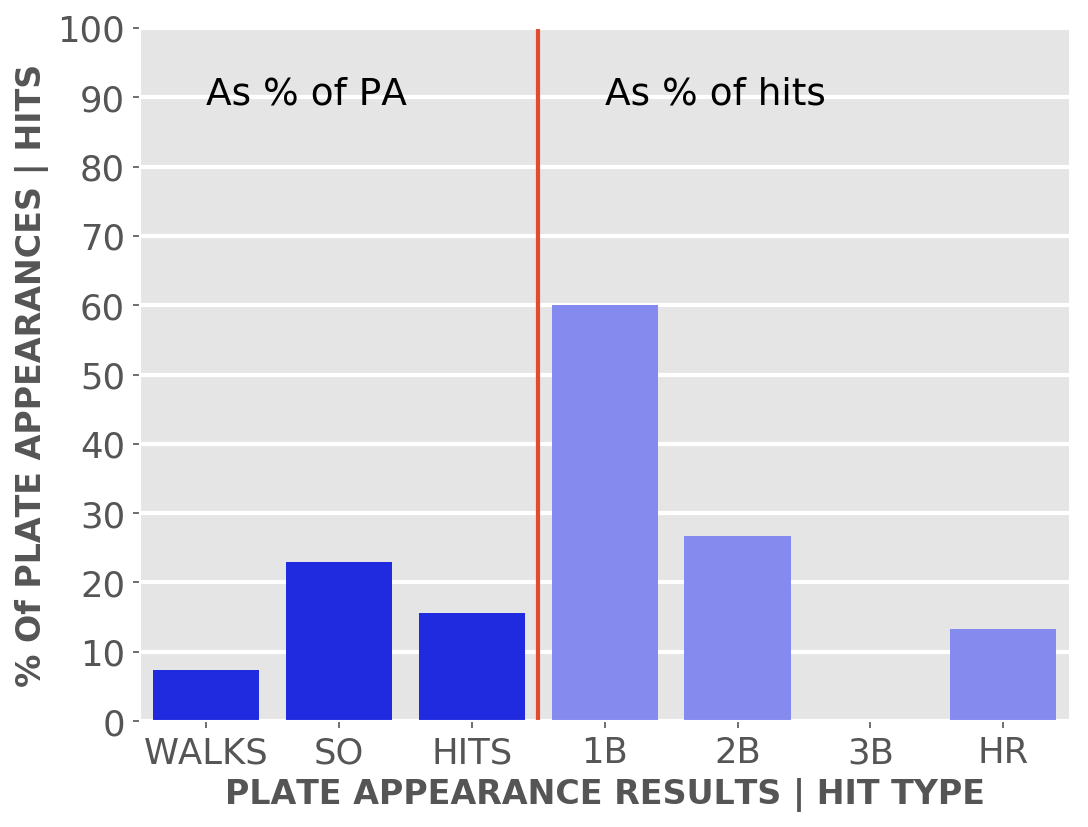 % Of PLATE APPEARANCES | HITS
100
90
80
70
60
50
40
30
20
10
0
As % of PA
As % of hits
WALKS SO HITS 1B 2B 3B HR
PLATE APPEARANCE RESULTS | HIT TYPE